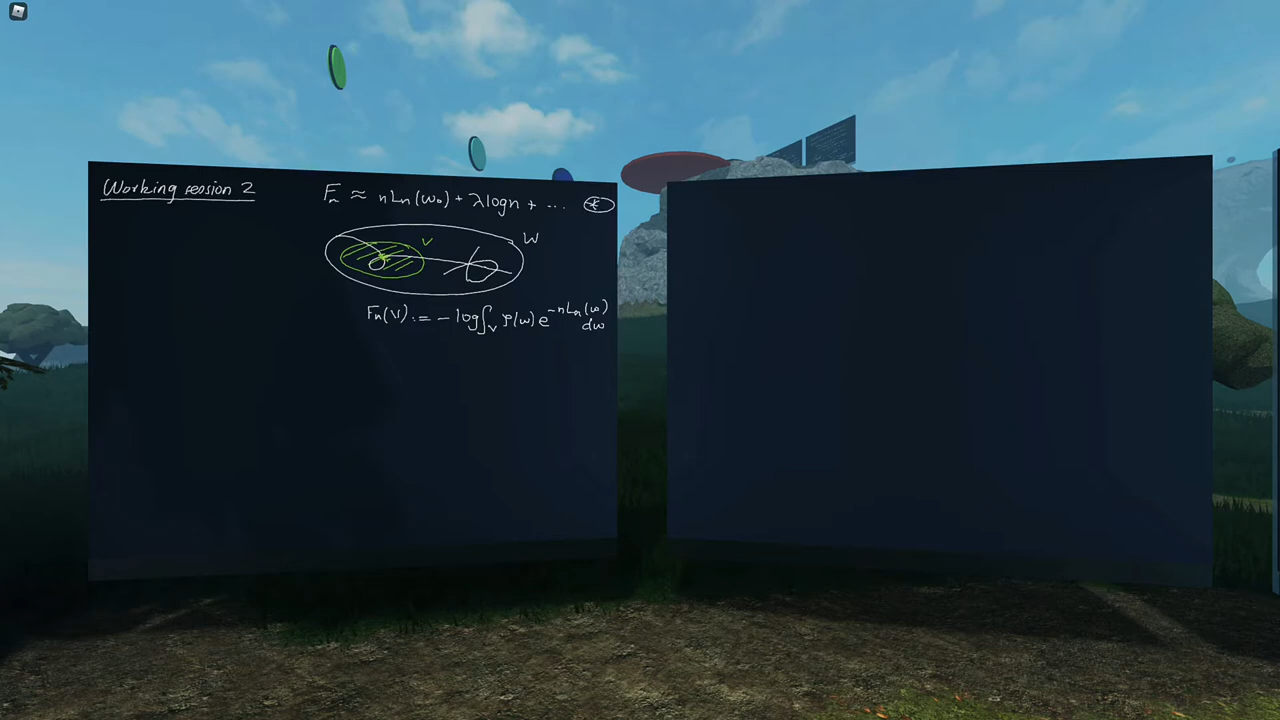 Working session 2
Fₙ ≈ nLₙ(w₀) + λlogn + ... (*)
V W
Fₙ(V) := - log∫ᵥ φ(w) e^{-nLₙ(w)} dw